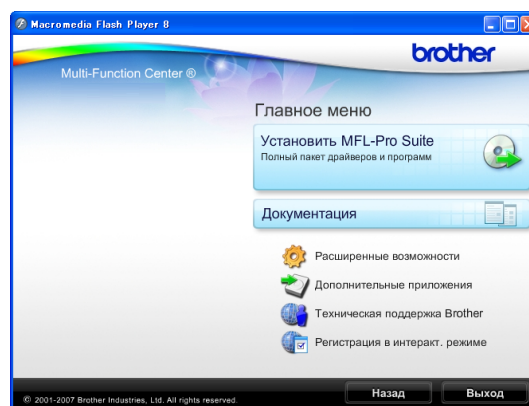 Macromedia Flash Player 8
brother
Multi-Function Center ®
Главное меню
Установить MFL-Pro Suite
Полный пакет драйверов и программ
Документация
Расширенные возможности
Дополнительные приложения
Техническая поддержка Brother
Регистрация в интеракт. режиме
© 2001-2007 Brother Industries, Ltd. All rights reserved.
Назад
Выход